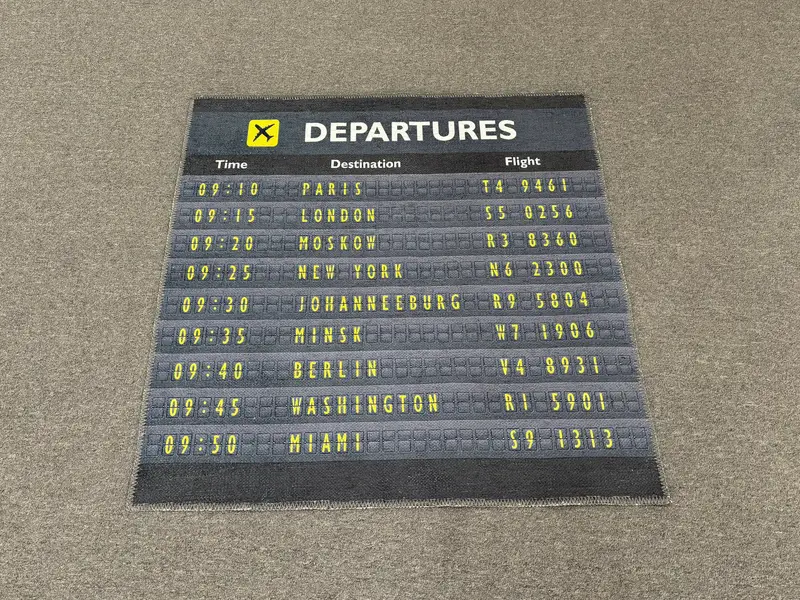 DEPARTURES
Time Destination Flight
09:10 PARIS T4 9461
09:15 LONDON S5 0256
09:20 MOSKOW R3 8360
09:25 NEW YORK N6 2300
09:30 JOHANNEEBURG R9 5804
09:35 MINSK W7 1906
09:40 BERLIN V4 8931
09:45 WASHINGTON R1 5901
09:50 MIAMI S9 1313